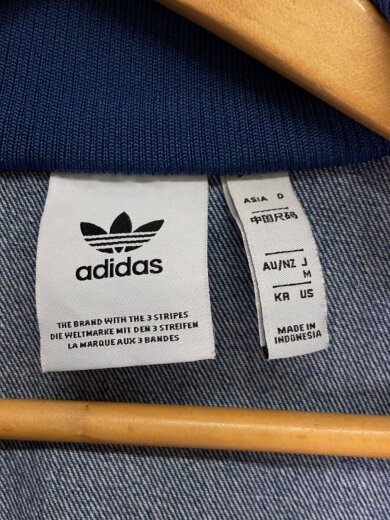 adidas
THE BRAND WITH THE 3 STRIPES
DIE WELTMARKE MIT DEN 3 STREIFEN
LA MARQUE AUX 3 BANDES
ASIA D
中国尺码
AU/NZ J
M
KR US
MADE IN
INDONESIA